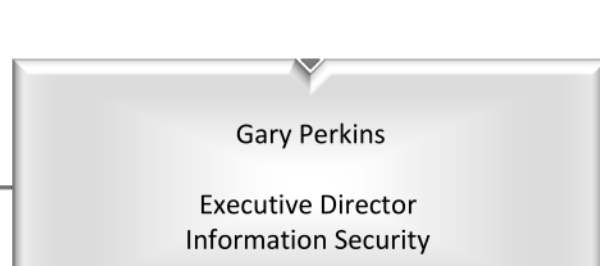 Gary Perkins
Executive Director
Information Security